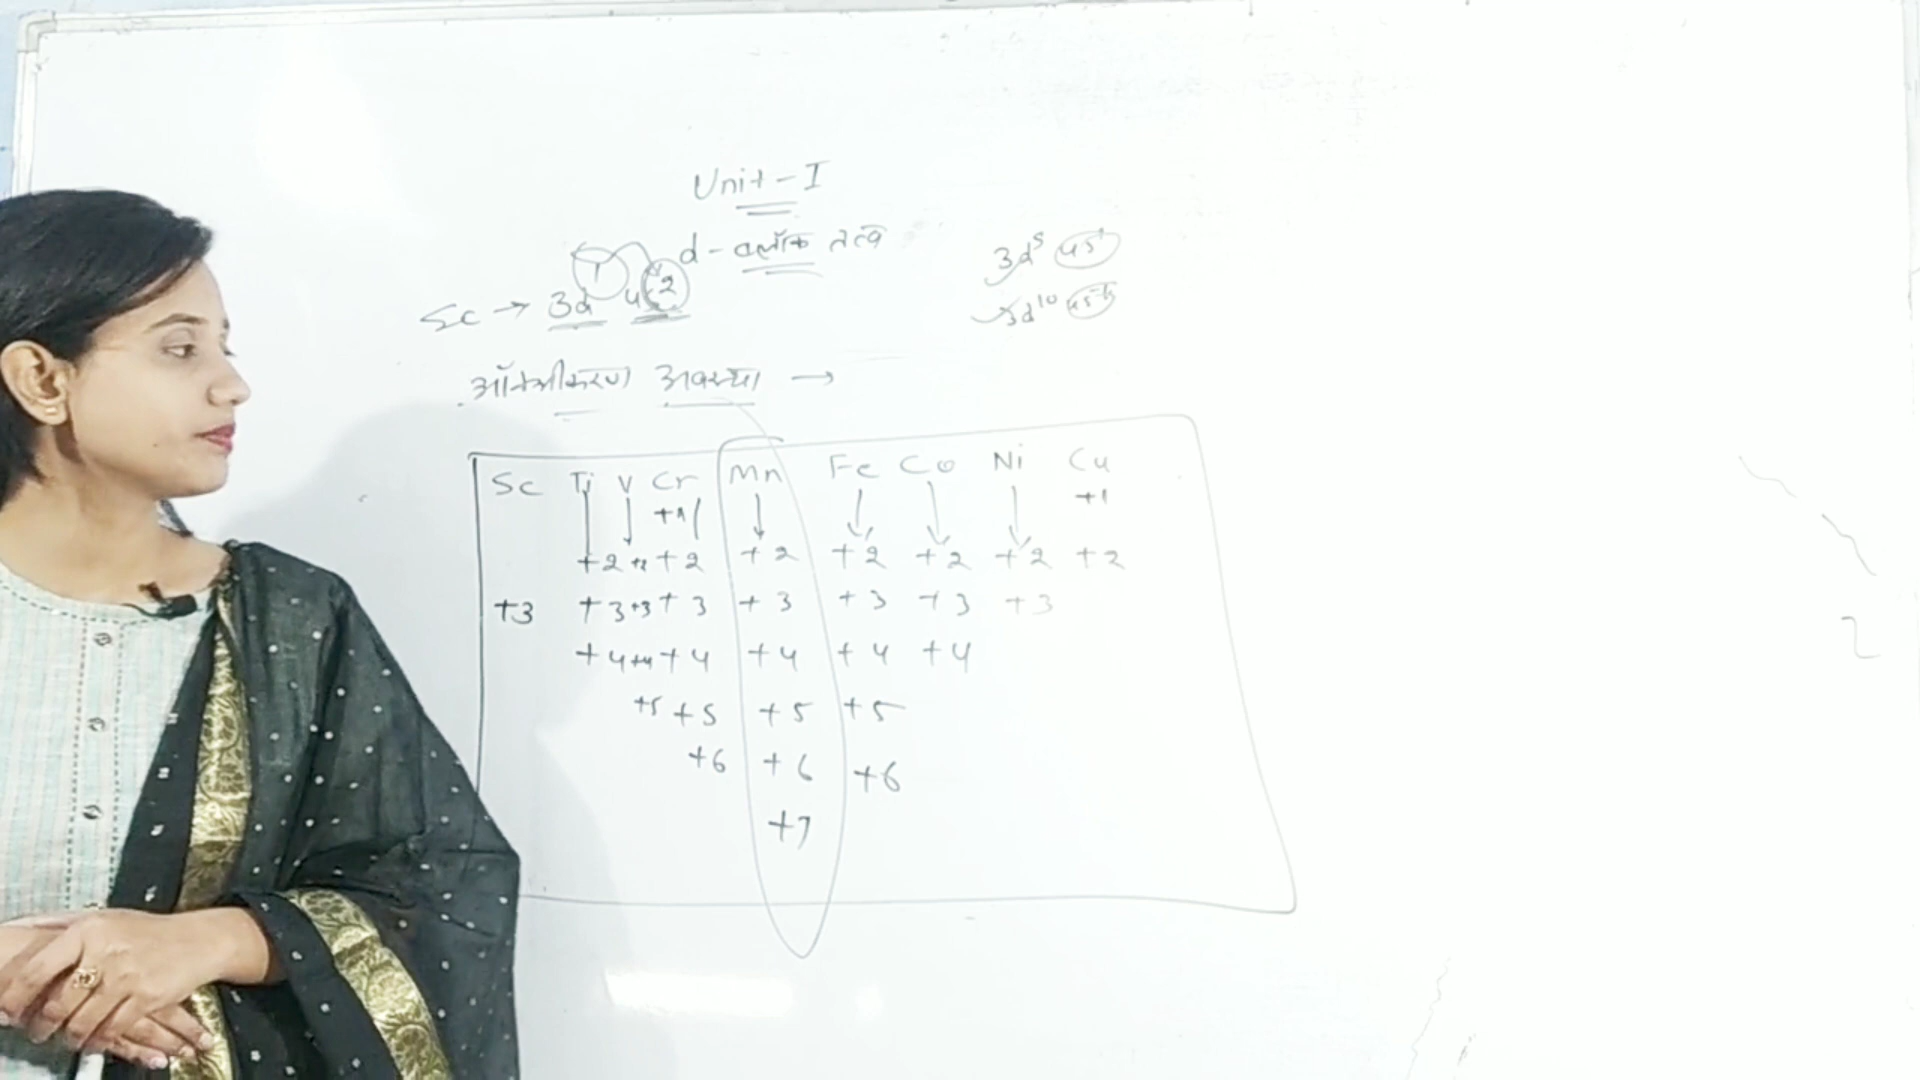 Unit - I
d - ब्लॉक तत्व
3d⁵ 4s¹
Sc → 3d¹ 4s²
3d¹⁰ 4s¹
ऑक्सीकरण अवस्था →
Sc Ti V Cr Mn Fe Co Ni Cu
+1 +1
+2 +2 +2 +2 +2 +2 +2 +2
+3 +3 +3 +3 +3 +3 +3 +3
+4 +4 +4 +4 +4 +4
+5 +5 +5 +5
+6 +6 +6
+7